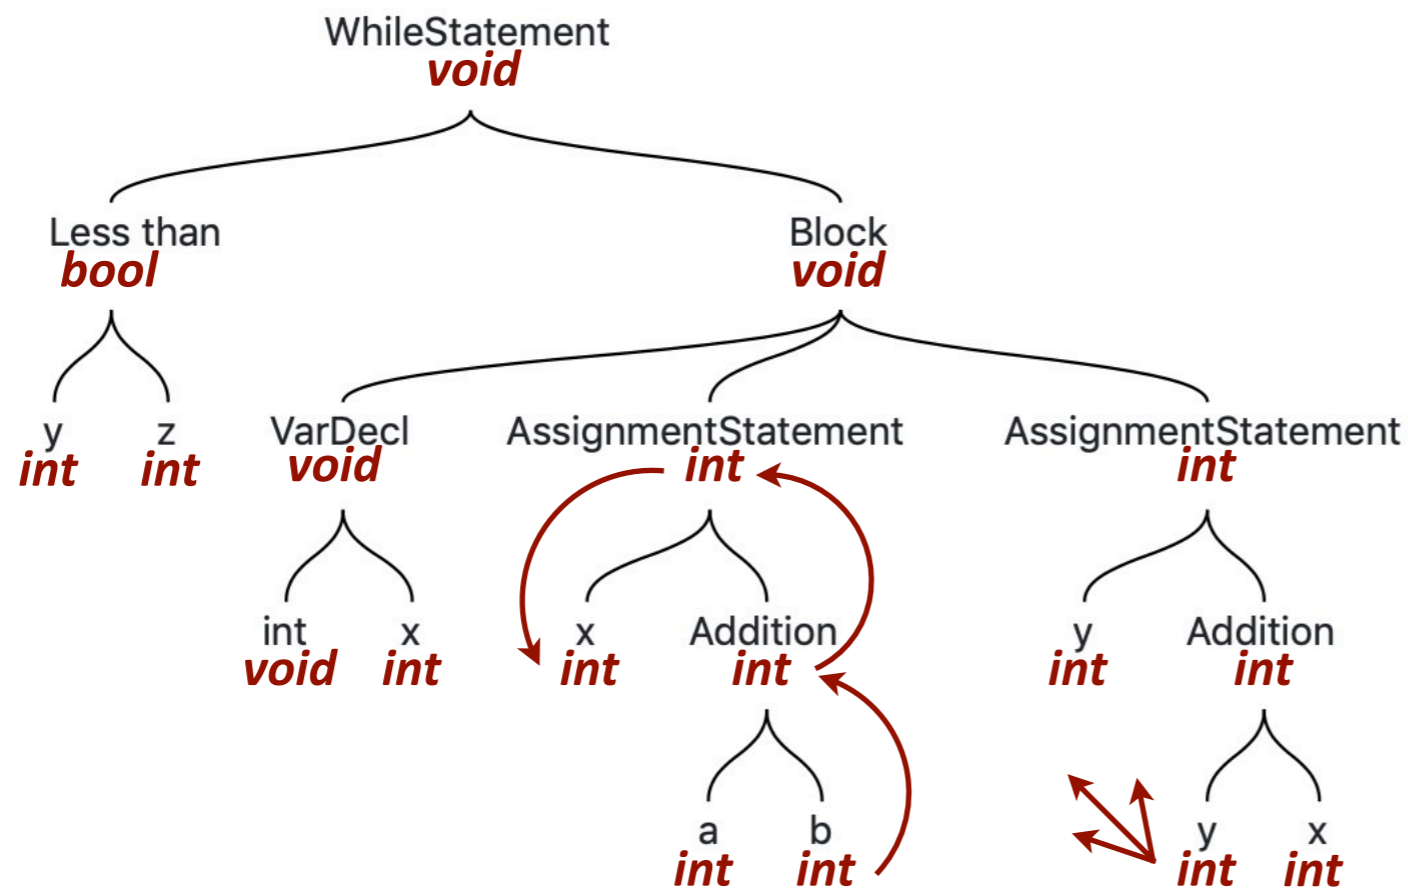 WhileStatement
void
Less than
bool
Block
void
y
int
z
int
VarDecl
void
AssignmentStatement
int
AssignmentStatement
int
int
void
x
int
x
int
Addition
int
y
int
Addition
int
a
int
b
int
y
int
x
int